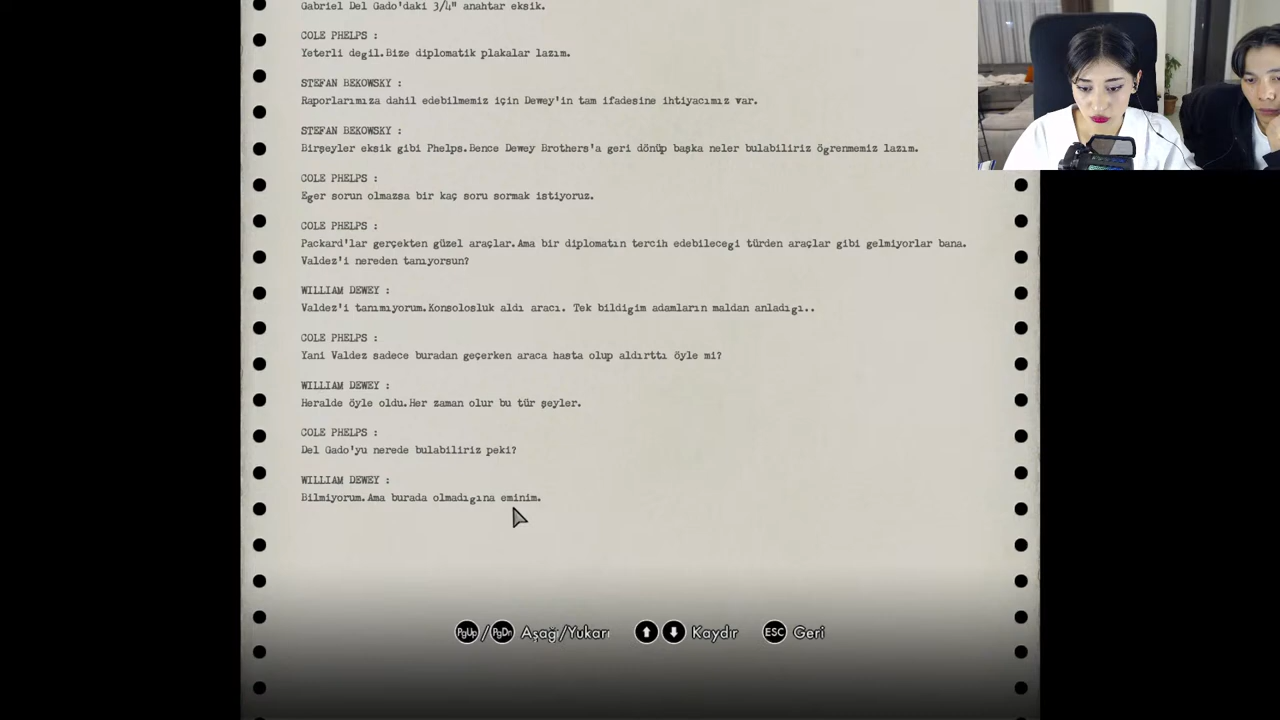 Gabriel Del Gado'daki 3/4" anahtar eksik.
COLE PHELPS :
Yeterli degil.Bize diplomatik plakalar lazım.
STEFAN BEKOWSKY :
Raporlarımıza dahil edebilmemiz için Dewey'in tam ifadesine ihtiyacımız var.
STEFAN BEKOWSKY :
Birşeyler eksik gibi Phelps.Bence Dewey Brothers'a geri dönüp başka neler bulabiliriz ögrenmemiz lazım.
COLE PHELPS :
Eger sorun olmazsa bir kaç soru sormak istiyoruz.
COLE PHELPS :
Packard'lar gerçekten güzel araçlar.Ama bir diplomatın tercih edebilecegi türden araçlar gibi gelmiyorlar bana.
Valdez'i nereden tanıyorsun?
WILLIAM DEWEY :
Valdez'i tanımıyorum.Konsolosluk aldı aracı. Tek bildigim adamların maldan anladıgı..
COLE PHELPS :
Yani Valdez sadece buradan geçerken araca hasta olup aldırttı öyle mi?
WILLIAM DEWEY :
Heralde öyle oldu.Her zaman olur bu tür şeyler.
COLE PHELPS :
Del Gado'yu nerede bulabiliriz peki?
WILLIAM DEWEY :
Bilmiyorum.Ama burada olmadıgına eminim.
PgUp/PgDn Aşağı/Yukarı Kaydır ESC Geri